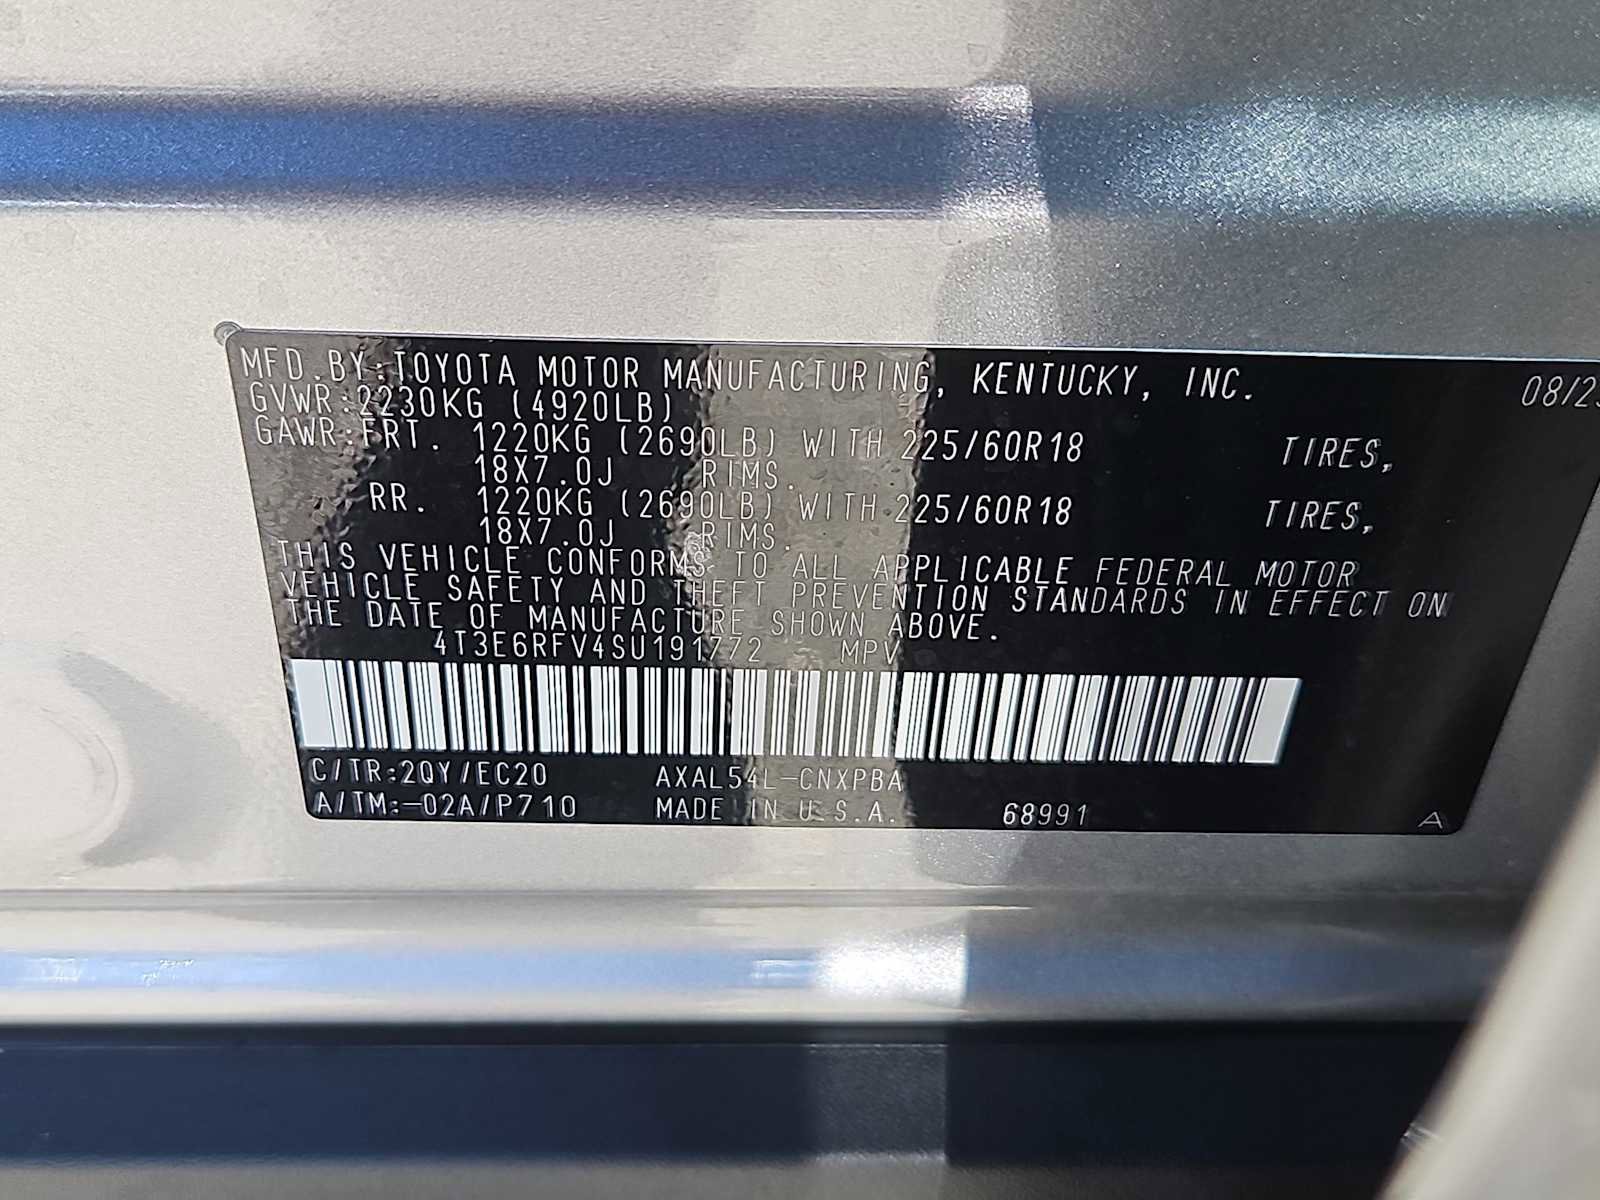 MFD.BY:TOYOTA MOTOR MANUFACTURING, KENTUCKY, INC.
GVWR:2230KG (4920LB)
GAWR:FRT. 1220KG (2690LB) WITH 225/60R18 TIRES,
18X7.0J RIMS.
RR. 1220KG (2690LB) WITH 225/60R18 TIRES,
18X7.0J RIMS.
THIS VEHICLE CONFORMS TO ALL APPLICABLE FEDERAL MOTOR
VEHICLE SAFETY AND THEFT PREVENTION STANDARDS IN EFFECT ON
THE DATE OF MANUFACTURE SHOWN ABOVE.
4T3E6RFV4SU191772 MPV
C/TR:2QY/EC20 AXAL54L-CNXPBA
A/TM:-02A/P710 MADE IN U.S.A. 68991 A